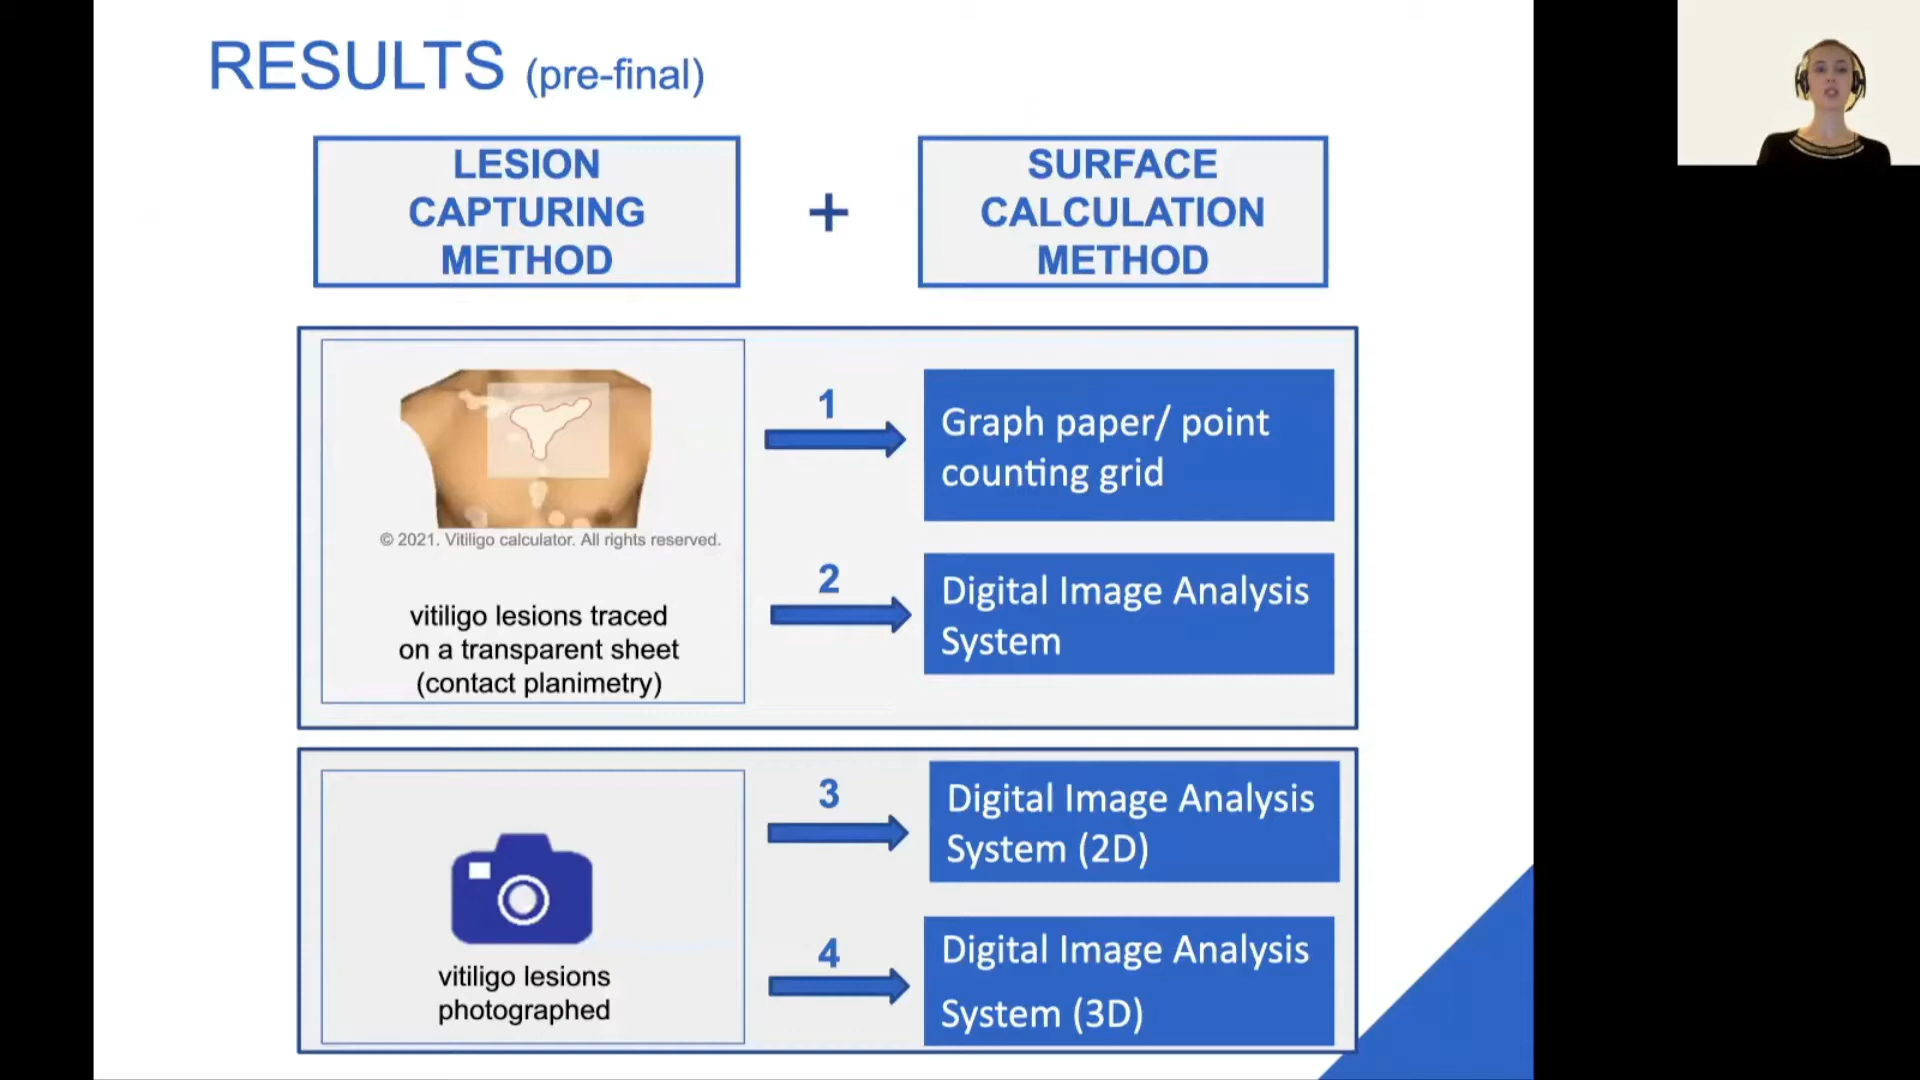 RESULTS (pre-final)
LESION
CAPTURING
METHOD
+
SURFACE
CALCULATION
METHOD
© 2021. Vitiligo calculator. All rights reserved.
vitiligo lesions traced
on a transparent sheet
(contact planimetry)
1
Graph paper/ point
counting grid
2
Digital Image Analysis
System
vitiligo lesions
photographed
3
Digital Image Analysis
System (2D)
4
Digital Image Analysis
System (3D)